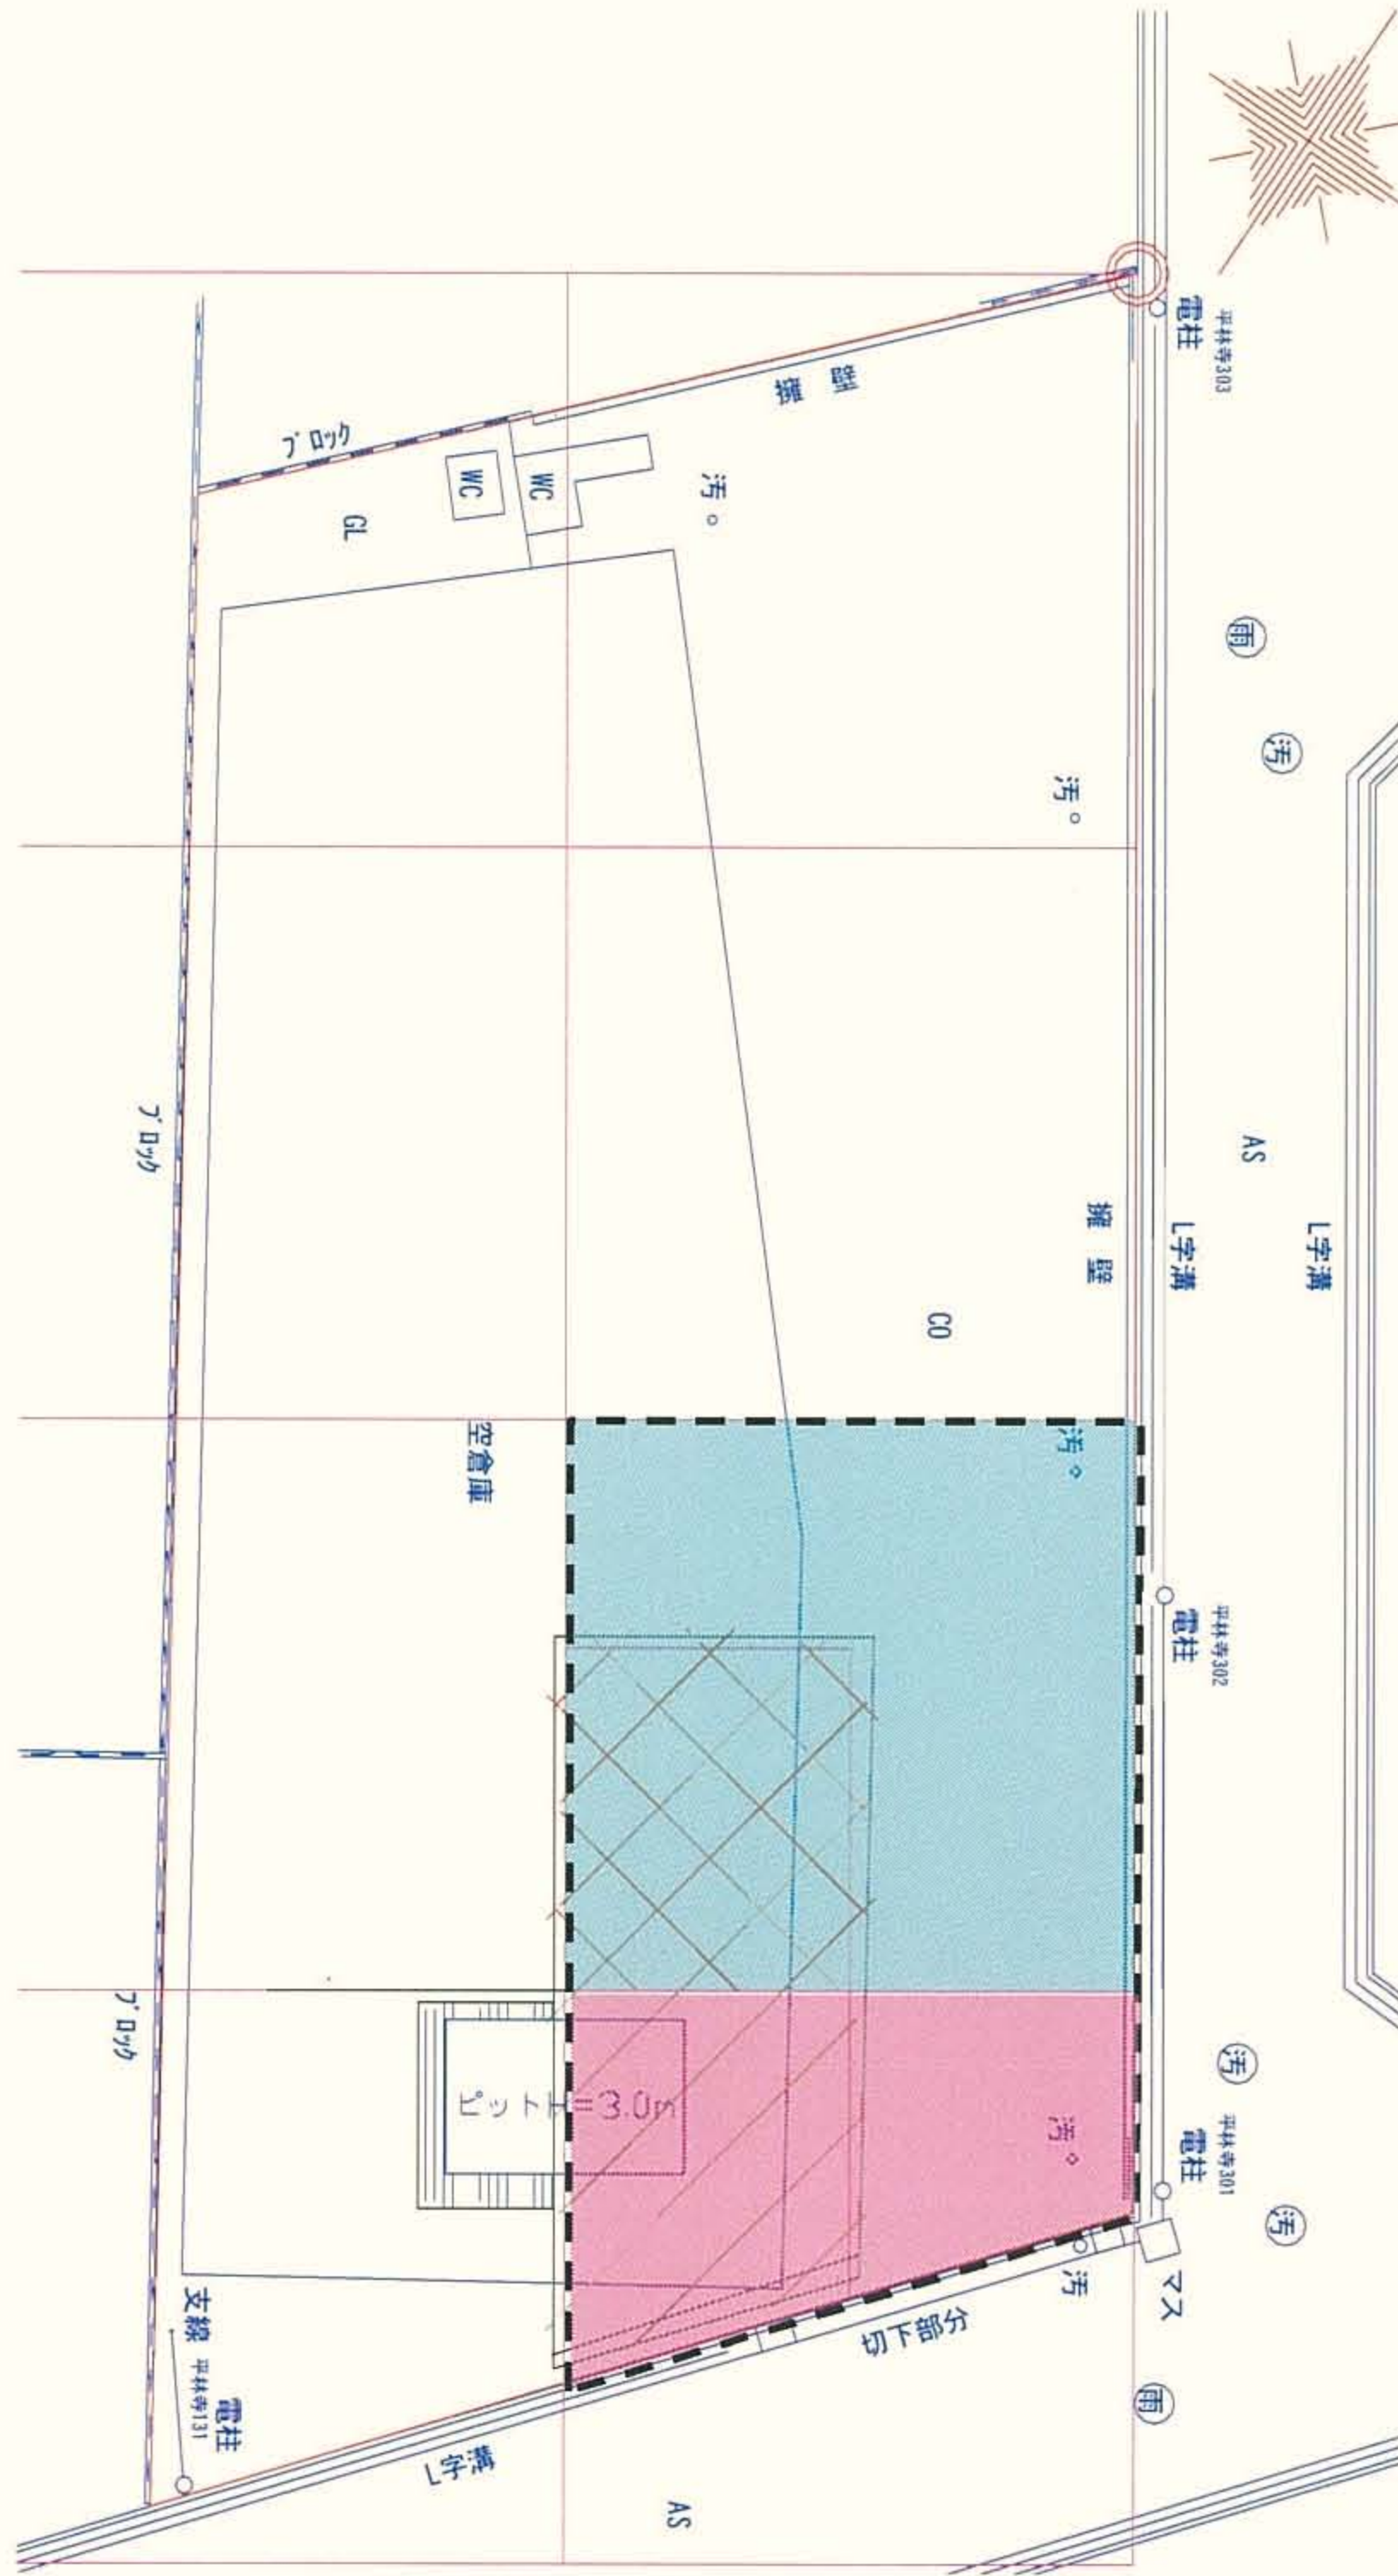 平林寺303
電柱
擁壁
ブロック
WC
WC
汚
GL
雨
汚
汚
AS
ブロック
擁壁
L字溝
L字溝
CO
空倉庫
汚
平林寺302
電柱
ブロック
ピットH=3.0m
汚
汚
平林寺301
電柱
汚
マス
汚
切下部分
支線
平林寺131
電柱
雨
L字溝
AS